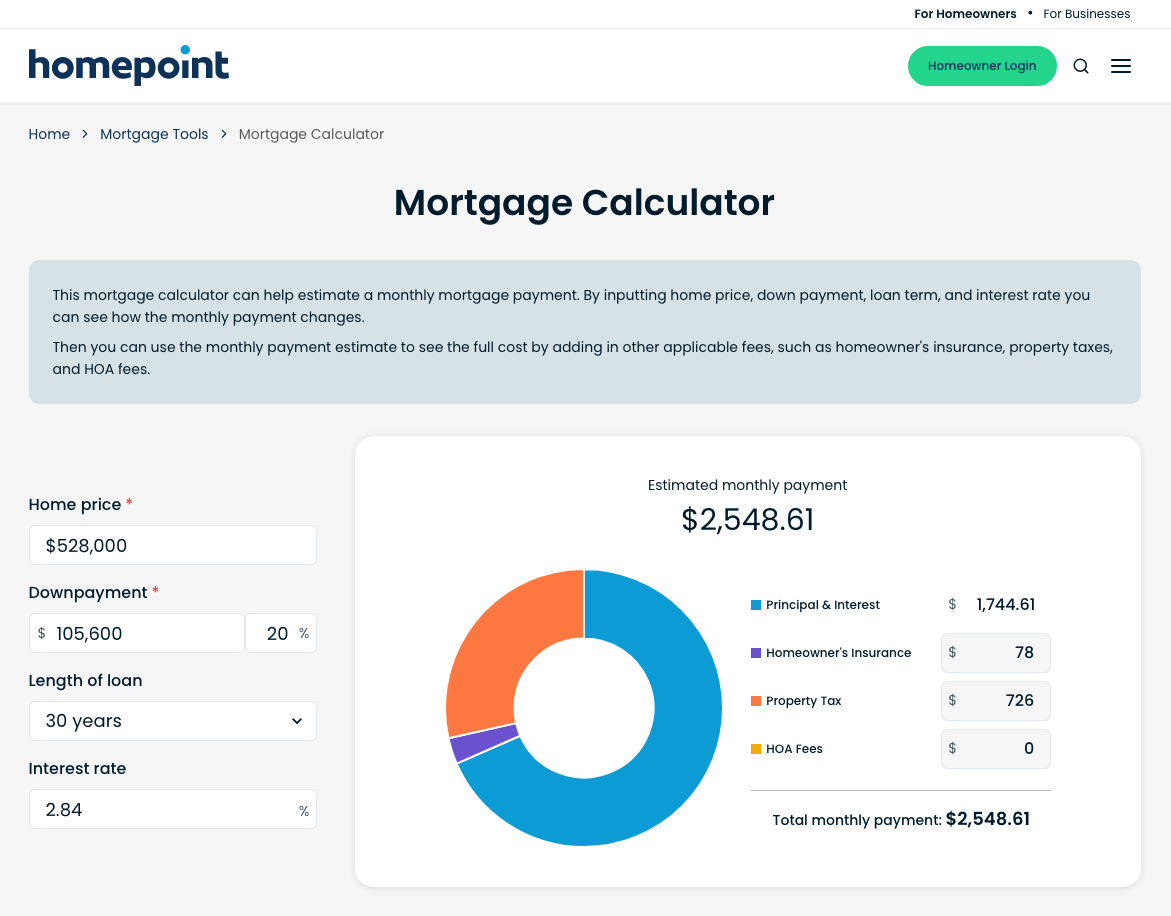 For Homeowners • For Businesses
homepoint
Homeowner Login
Home > Mortgage Tools > Mortgage Calculator
Mortgage Calculator
This mortgage calculator can help estimate a monthly mortgage payment. By inputting home price, down payment, loan term, and interest rate you
can see how the monthly payment changes.
Then you can use the monthly payment estimate to see the full cost by adding in other applicable fees, such as homeowner's insurance, property taxes,
and HOA fees.
Home price *
$528,000
Downpayment *
$ 105,600 20 %
Length of loan
30 years
Interest rate
2.84 %
Estimated monthly payment
$2,548.61
Principal & Interest $ 1,744.61
Homeowner's Insurance $ 78
Property Tax $ 726
HOA Fees $ 0
Total monthly payment: $2,548.61